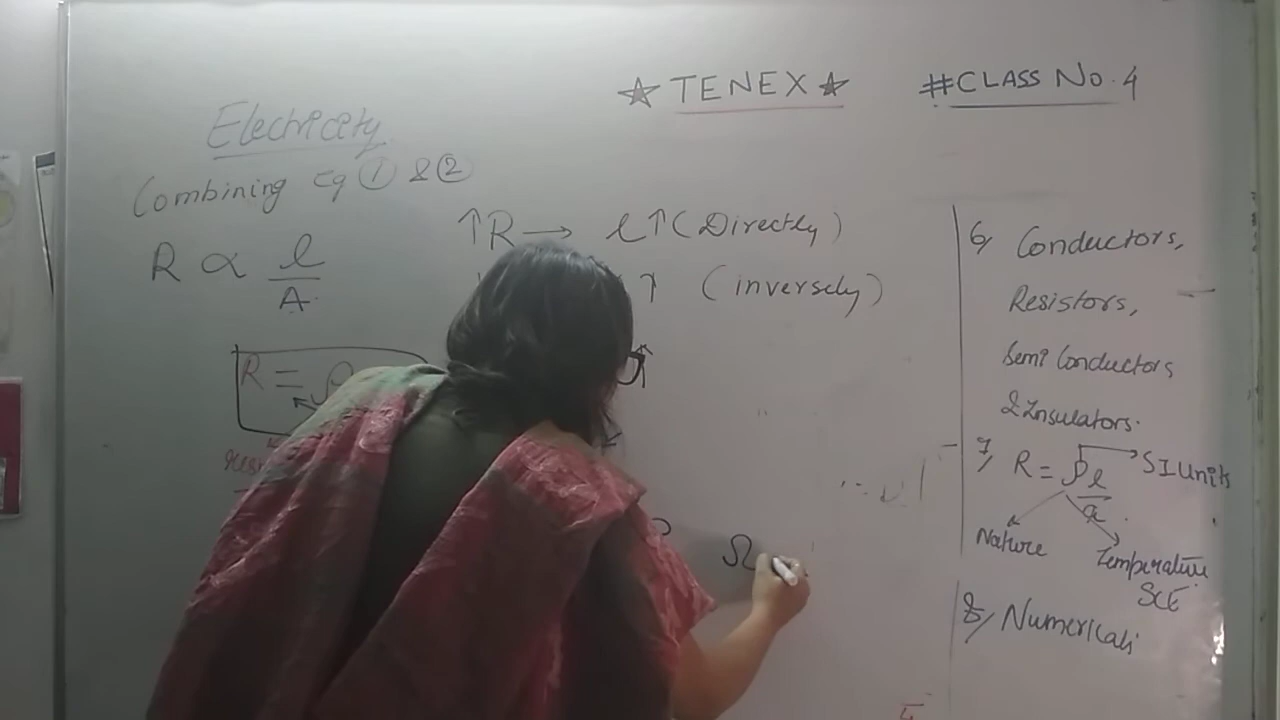 ☆ TENEX ☆ #CLASS No. 4
Electricity
Combining eq ① & ②
R ∝ l/A
↑R → l↑ (Directly)
↑ (inversely)
R = ρ
Ω
6, Conductors,
Resistors,
Semi Conductors
& Insulators.
7, R = ρ l/a → SI Units
Nature
Temperature
8, Numericals